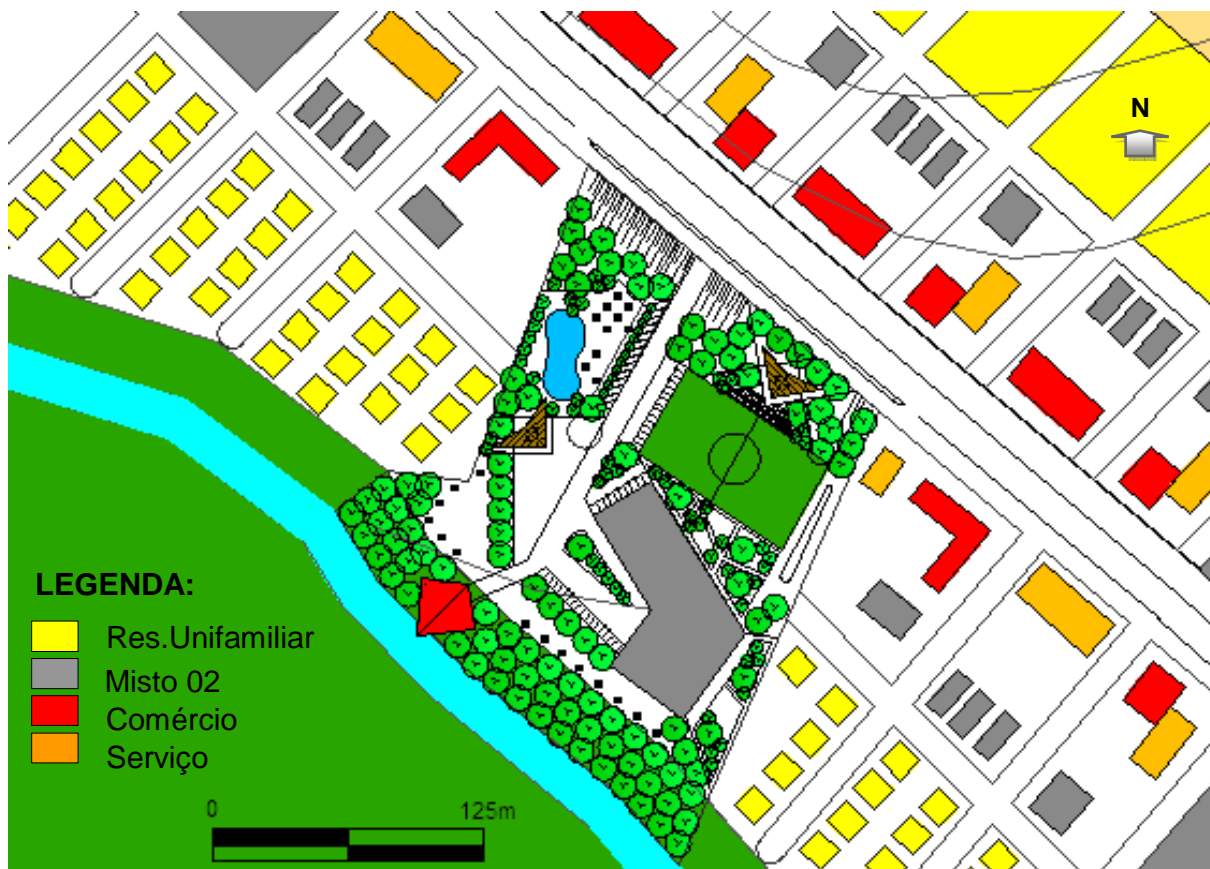 N
LEGENDA:
Res.Unifamiliar
Misto 02
Comércio
Serviço
0 125m